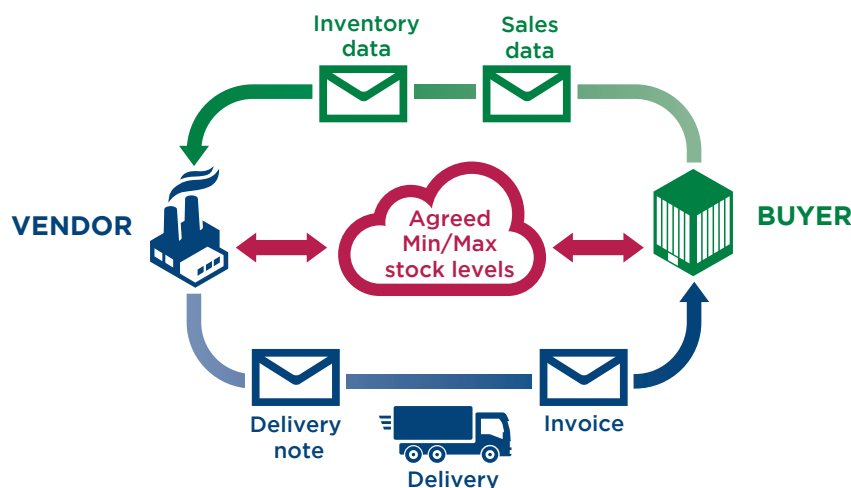 Inventory
data
Sales
data
VENDOR
Agreed
Min/Max
stock levels
BUYER
Delivery
note
Invoice
Delivery